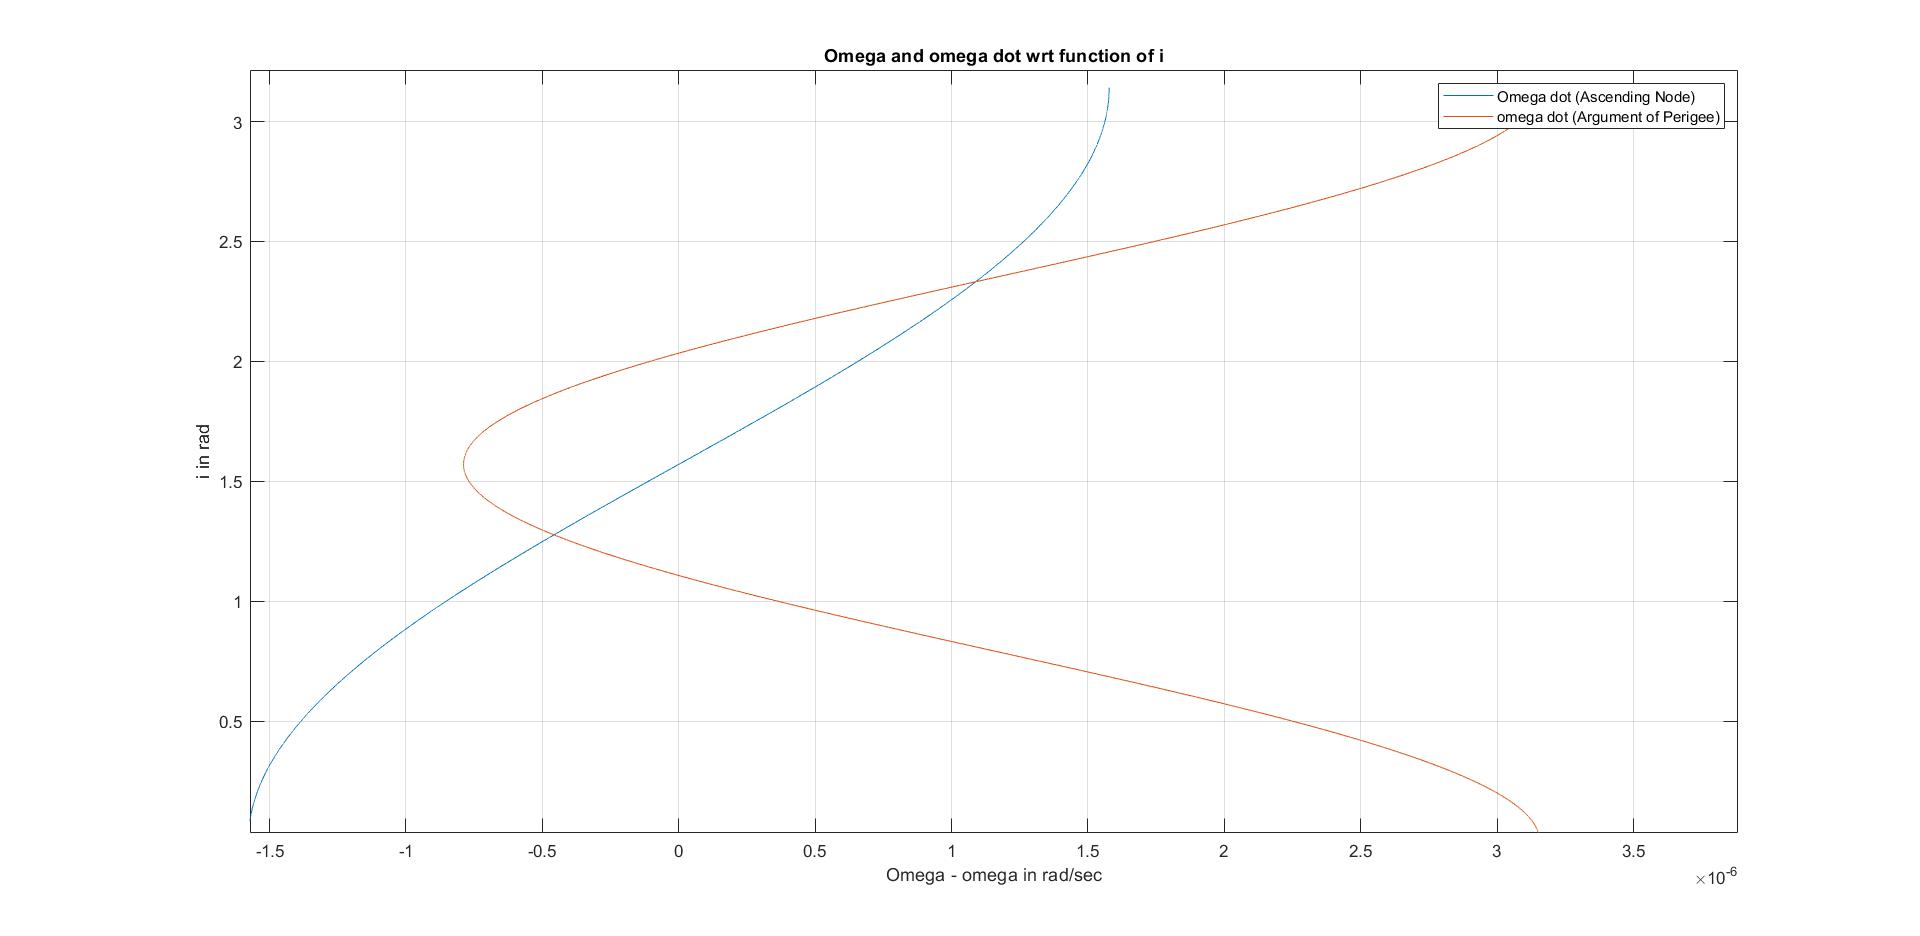 Omega and omega dot wrt function of i
Omega dot (Ascending Node)
omega dot (Argument of Perigee)
i in rad
3
2.5
2
1.5
1
0.5
-1.5 -1 -0.5 0 0.5 1 1.5 2 2.5 3 3.5
Omega - omega in rad/sec
×10-6